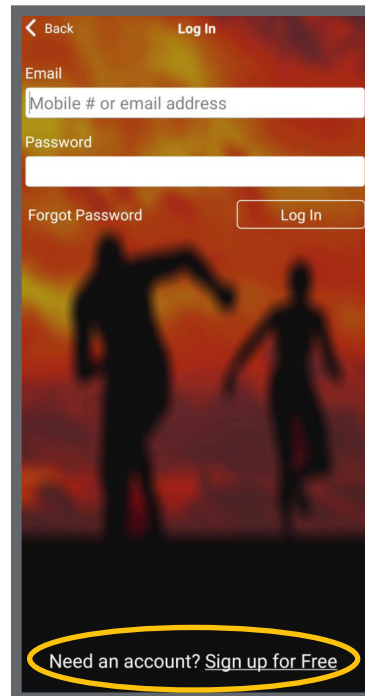 Back Log In
Email
Mobile # or email address
Password
Forgot Password Log In
Need an account? Sign up for Free